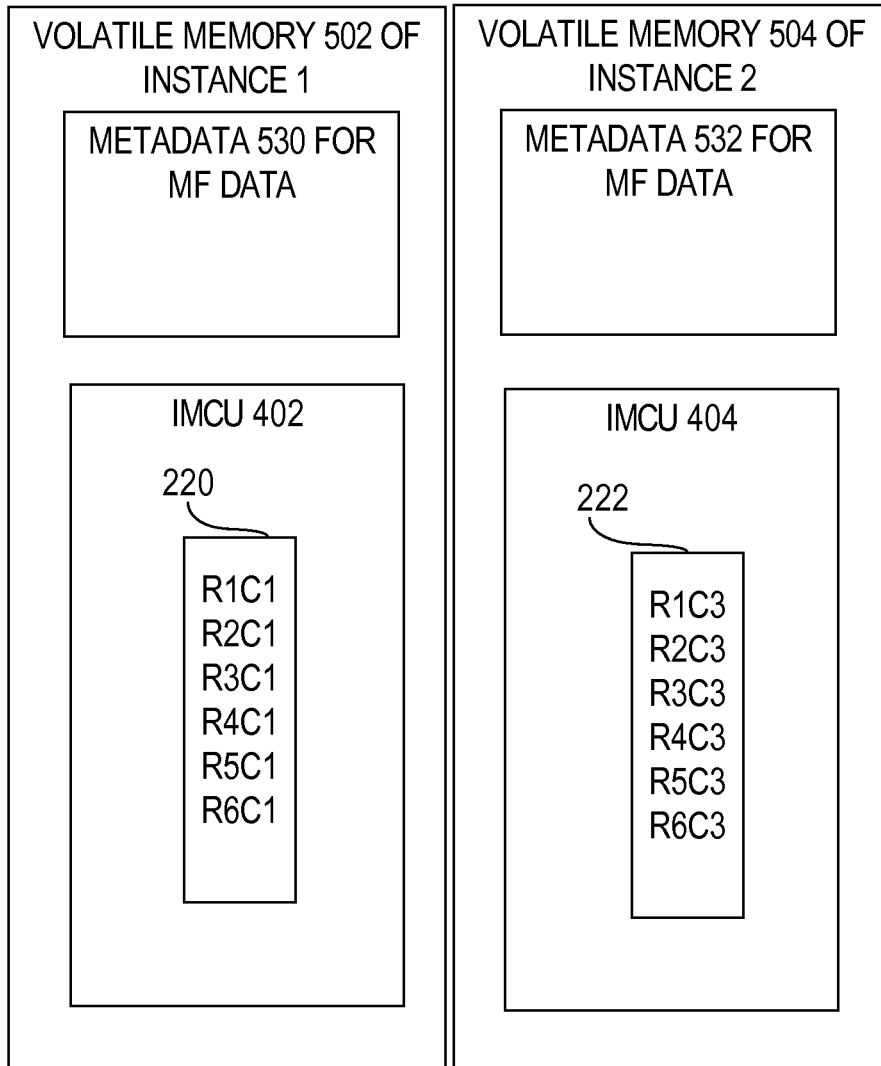 VOLATILE MEMORY 502 OF
INSTANCE 1
METADATA 530 FOR
MF DATA
IMCU 402
220
R1C1
R2C1
R3C1
R4C1
R5C1
R6C1
VOLATILE MEMORY 504 OF
INSTANCE 2
METADATA 532 FOR
MF DATA
IMCU 404
222
R1C3
R2C3
R3C3
R4C3
R5C3
R6C3